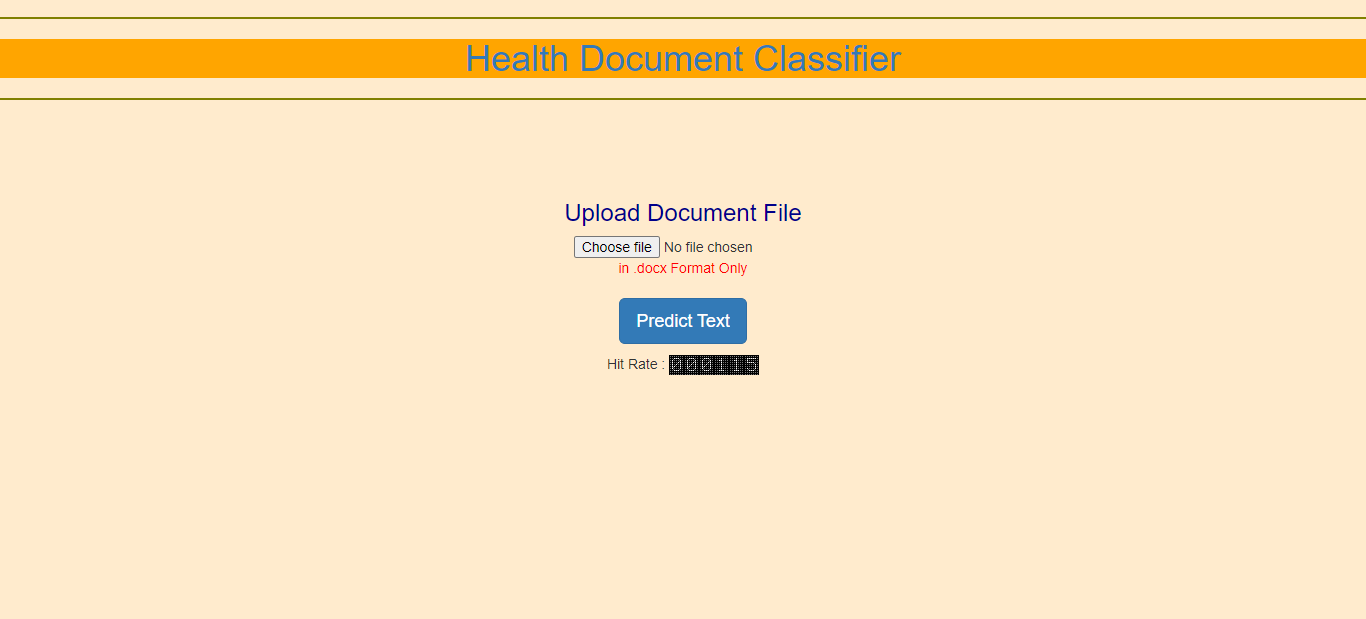 Health Document Classifier
Upload Document File
Choose file No file chosen
in .docx Format Only
Predict Text
Hit Rate : 000115